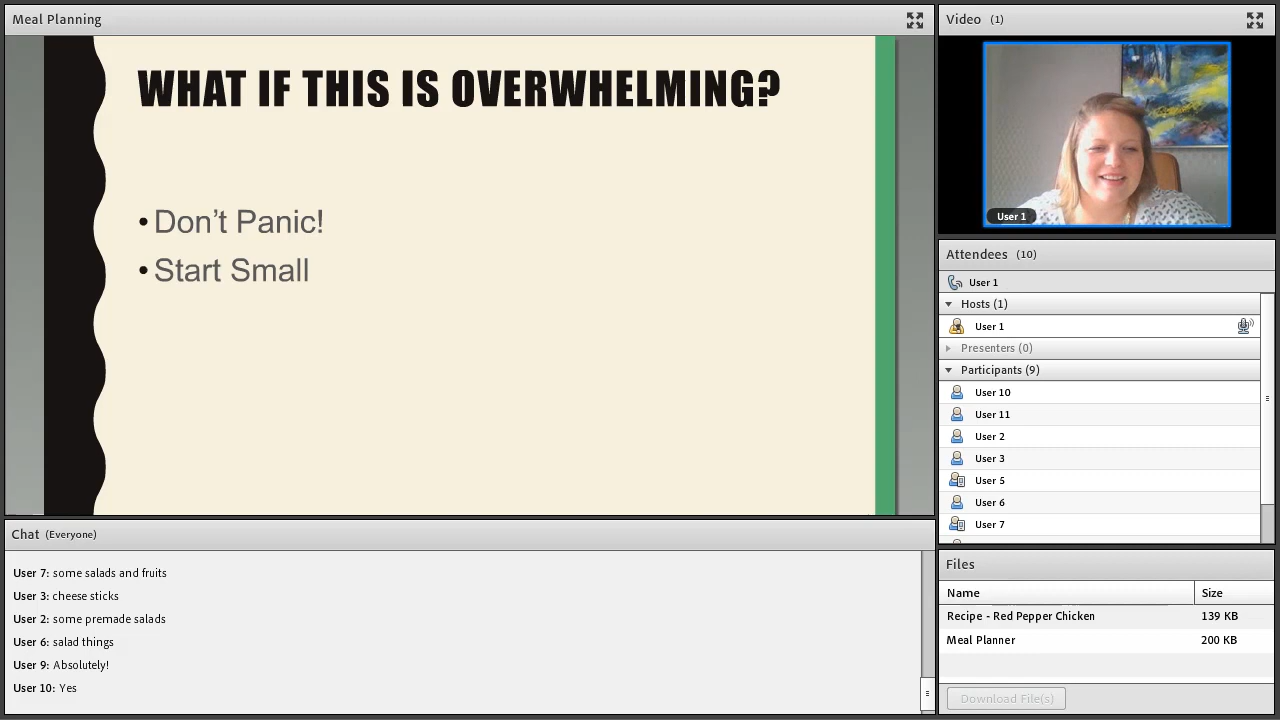 Meal Planning
WHAT IF THIS IS OVERWHELMING?
•Don't Panic!
•Start Small
Chat (Everyone)
User 7: some salads and fruits
User 3: cheese sticks
User 2: some premade salads
User 6: salad things
User 9: Absolutely!
User 10: Yes
Video (1)
User 1
Attendees (10)
User 1
Hosts (1)
User 1
Presenters (0)
Participants (9)
User 10
User 11
User 2
User 3
User 5
User 6
User 7
Files
Name Size
Recipe - Red Pepper Chicken 139 KB
Meal Planner 200 KB
Download File(s)